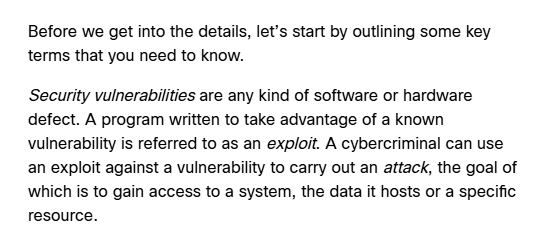 Before we get into the details, let’s start by outlining some key
terms that you need to know.
Security vulnerabilities are any kind of software or hardware
defect. A program written to take advantage of a known
vulnerability is referred to as an exploit. A cybercriminal can use
an exploit against a vulnerability to carry out an attack, the goal of
which is to gain access to a system, the data it hosts or a specific
resource.